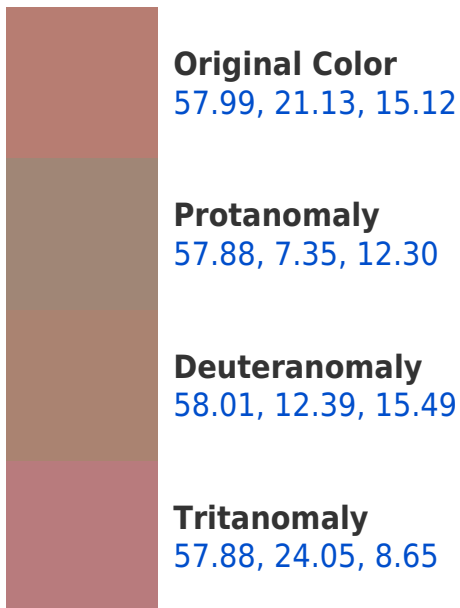 Original Color
57.99, 21.13, 15.12
Protanomaly
57.88, 7.35, 12.30
Deuteranomaly
58.01, 12.39, 15.49
Tritanomaly
57.88, 24.05, 8.65